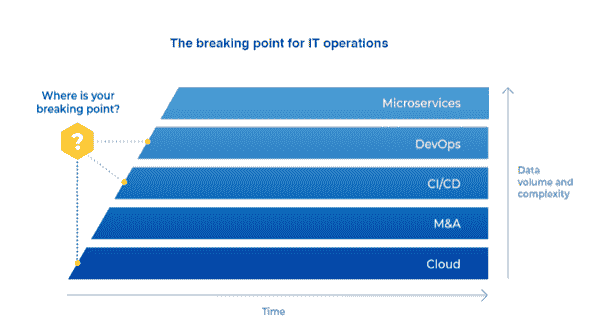 The breaking point for IT operations
Where is your
breaking point?
?
Microservices
DevOps
CI/CD
M&A
Cloud
Data
volume and
complexity
Time